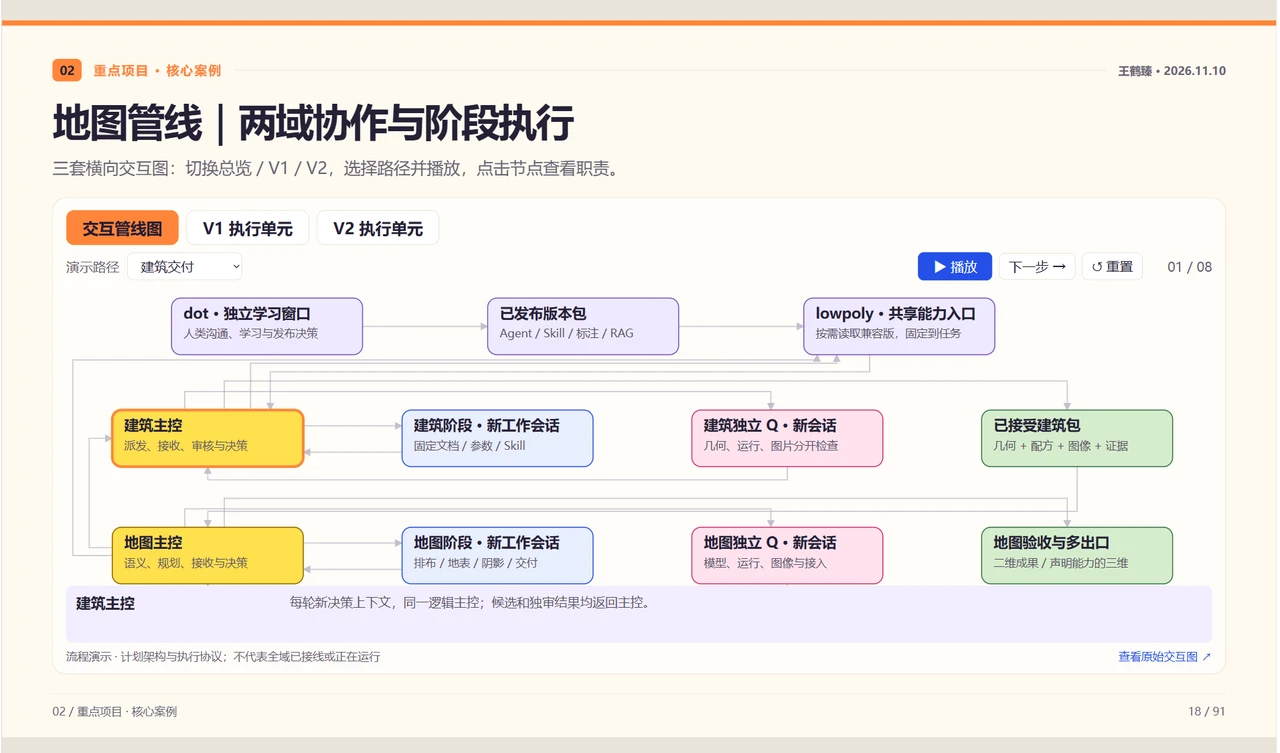 02 重点项目 • 核心案例
王鹤臻 • 2026.11.10
地图管线｜两域协作与阶段执行
三套横向交互图：切换总览 / V1 / V2，选择路径并播放，点击节点查看职责。
交互管线图 V1 执行单元 V2 执行单元
演示路径 建筑交付 ▶ 播放 下一步 → ↺ 重置 01 / 08
dot • 独立学习窗口
人类沟通、学习与发布决策
已发布版本包
Agent / Skill / 标注 / RAG
lowpoly • 共享能力入口
按需读取兼容版，固定到任务
建筑主控
派发、接收、审核与决策
建筑阶段 • 新工作会话
固定文档 / 参数 / Skill
建筑独立 Q • 新会话
几何、运行、图片分开检查
已接受建筑包
几何 + 配方 + 图像 + 证据
地图主控
语义、规划、接收与决策
地图阶段 • 新工作会话
排布 / 地表 / 阴影 / 交付
地图独立 Q • 新会话
模型、运行、图像与接入
地图验收与多出口
二维成果 / 声明能力的三维
建筑主控 每轮新决策上下文，同一逻辑主控；候选和独审结果均返回主控。
流程演示 · 计划架构与执行协议；不代表全域已接线或正在运行
查看原始交互图 ↗
02 / 重点项目 · 核心案例
18 / 91